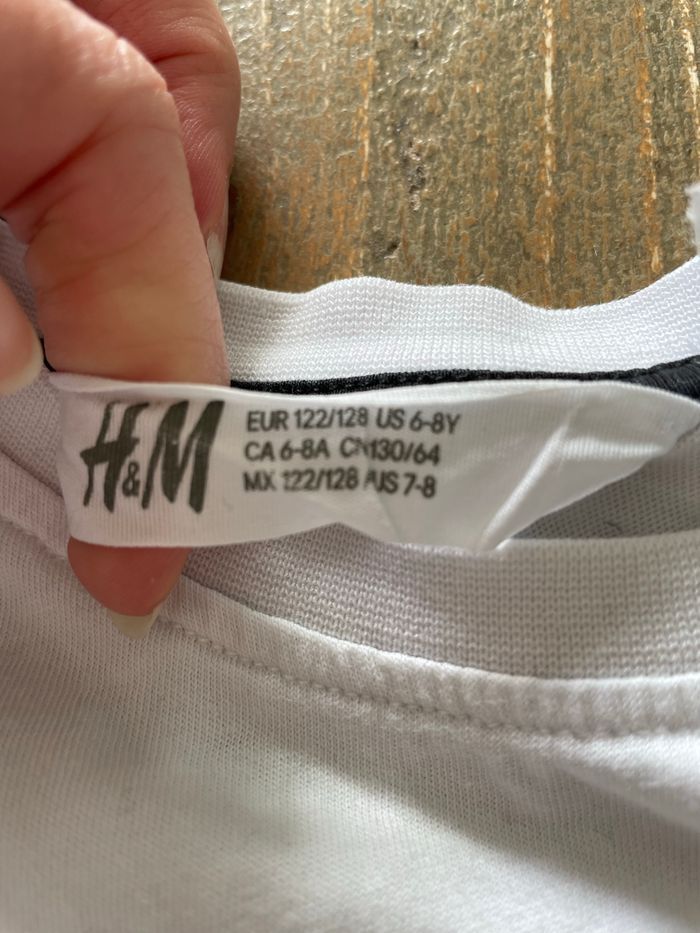 H&M
EUR 122/128 US 6-8Y
CA 6-8A CN130/64
MX 122/128 AUS 7-8